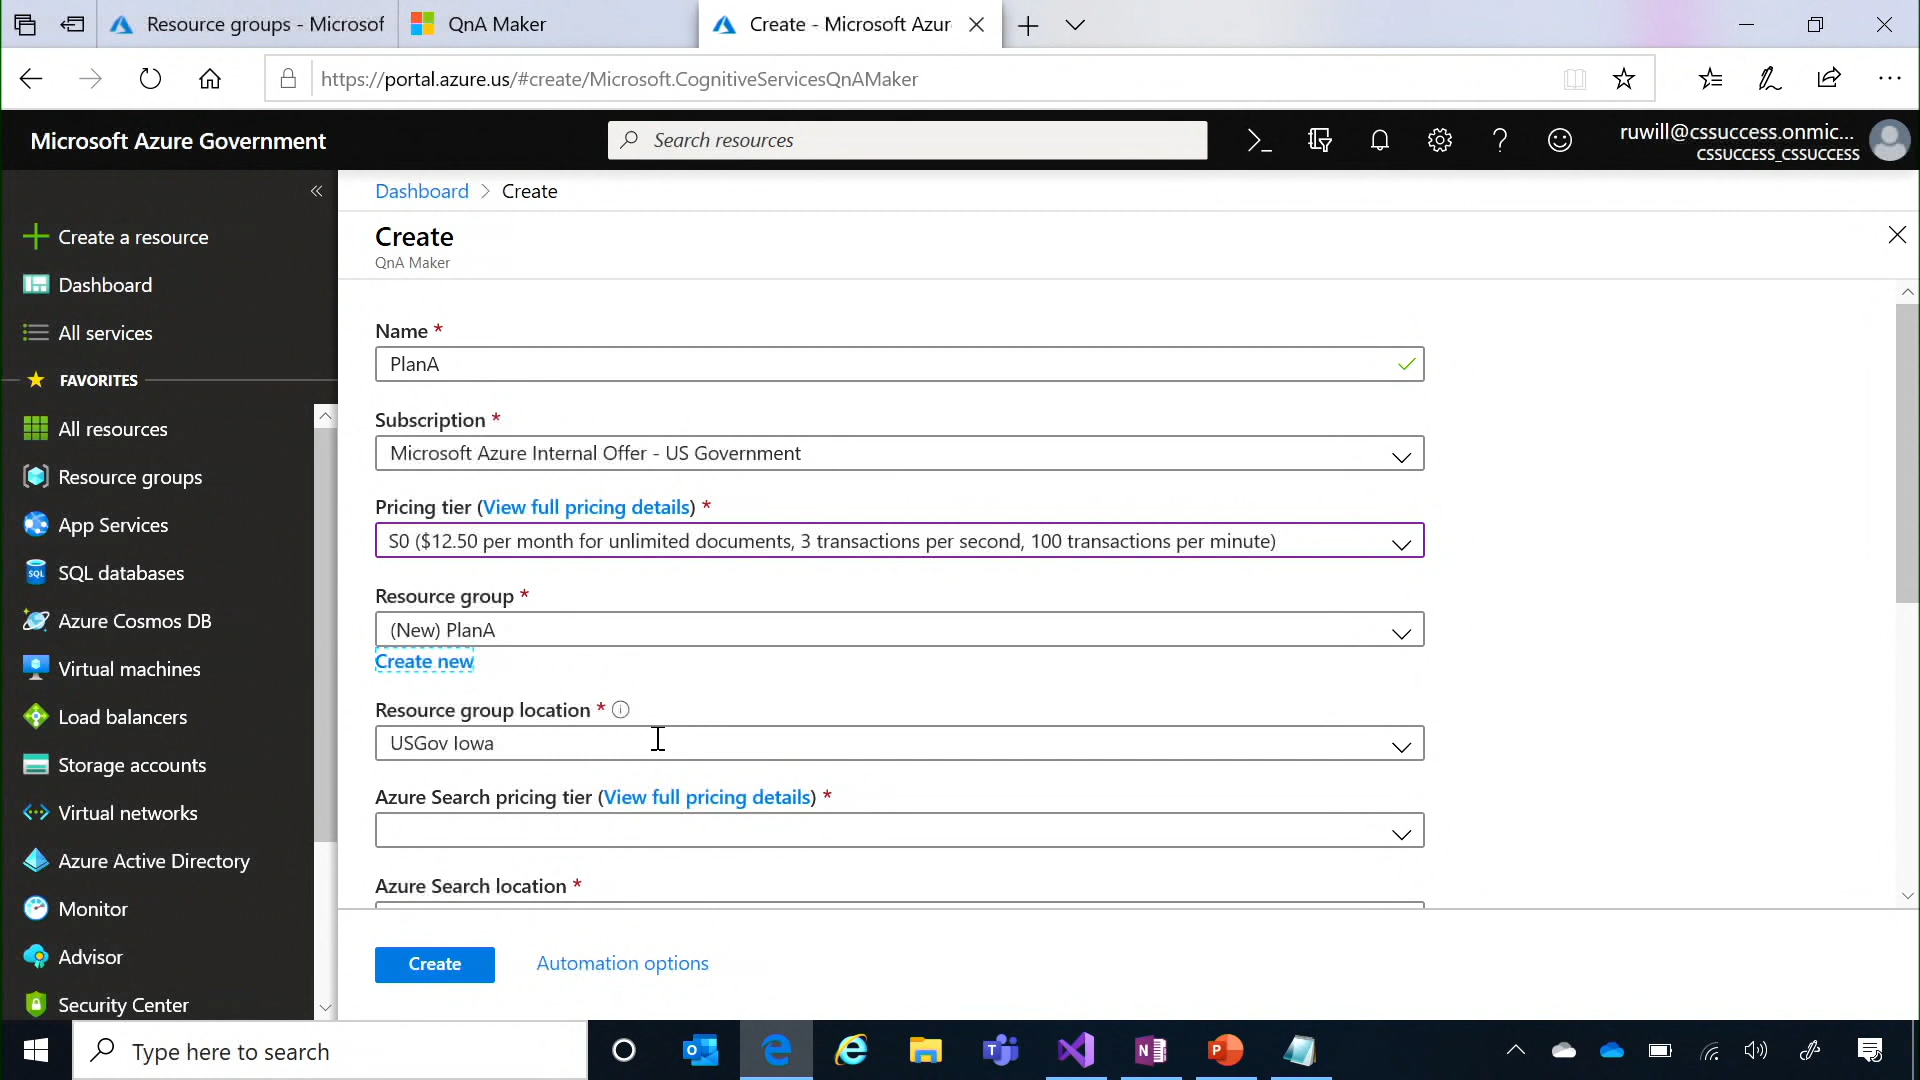 Resource groups - Microsof
QnA Maker
Create - Microsoft Azur
https://portal.azure.us/#create/Microsoft.CognitiveServicesQnAMaker
Microsoft Azure Government
Search resources
ruwill@cssuccess.onmic...
CSSUCCESS_CSSUCCESS
Create a resource
Dashboard
All services
FAVORITES
All resources
Resource groups
App Services
SQL databases
Azure Cosmos DB
Virtual machines
Load balancers
Storage accounts
Virtual networks
Azure Active Directory
Monitor
Advisor
Security Center
Dashboard > Create
Create
QnA Maker
Name *
PlanA
Subscription *
Microsoft Azure Internal Offer - US Government
Pricing tier (View full pricing details) *
S0 ($12.50 per month for unlimited documents, 3 transactions per second, 100 transactions per minute)
Resource group *
(New) PlanA
Create new
Resource group location *
USGov Iowa
Azure Search pricing tier (View full pricing details) *
Azure Search location *
Create
Automation options
Type here to search